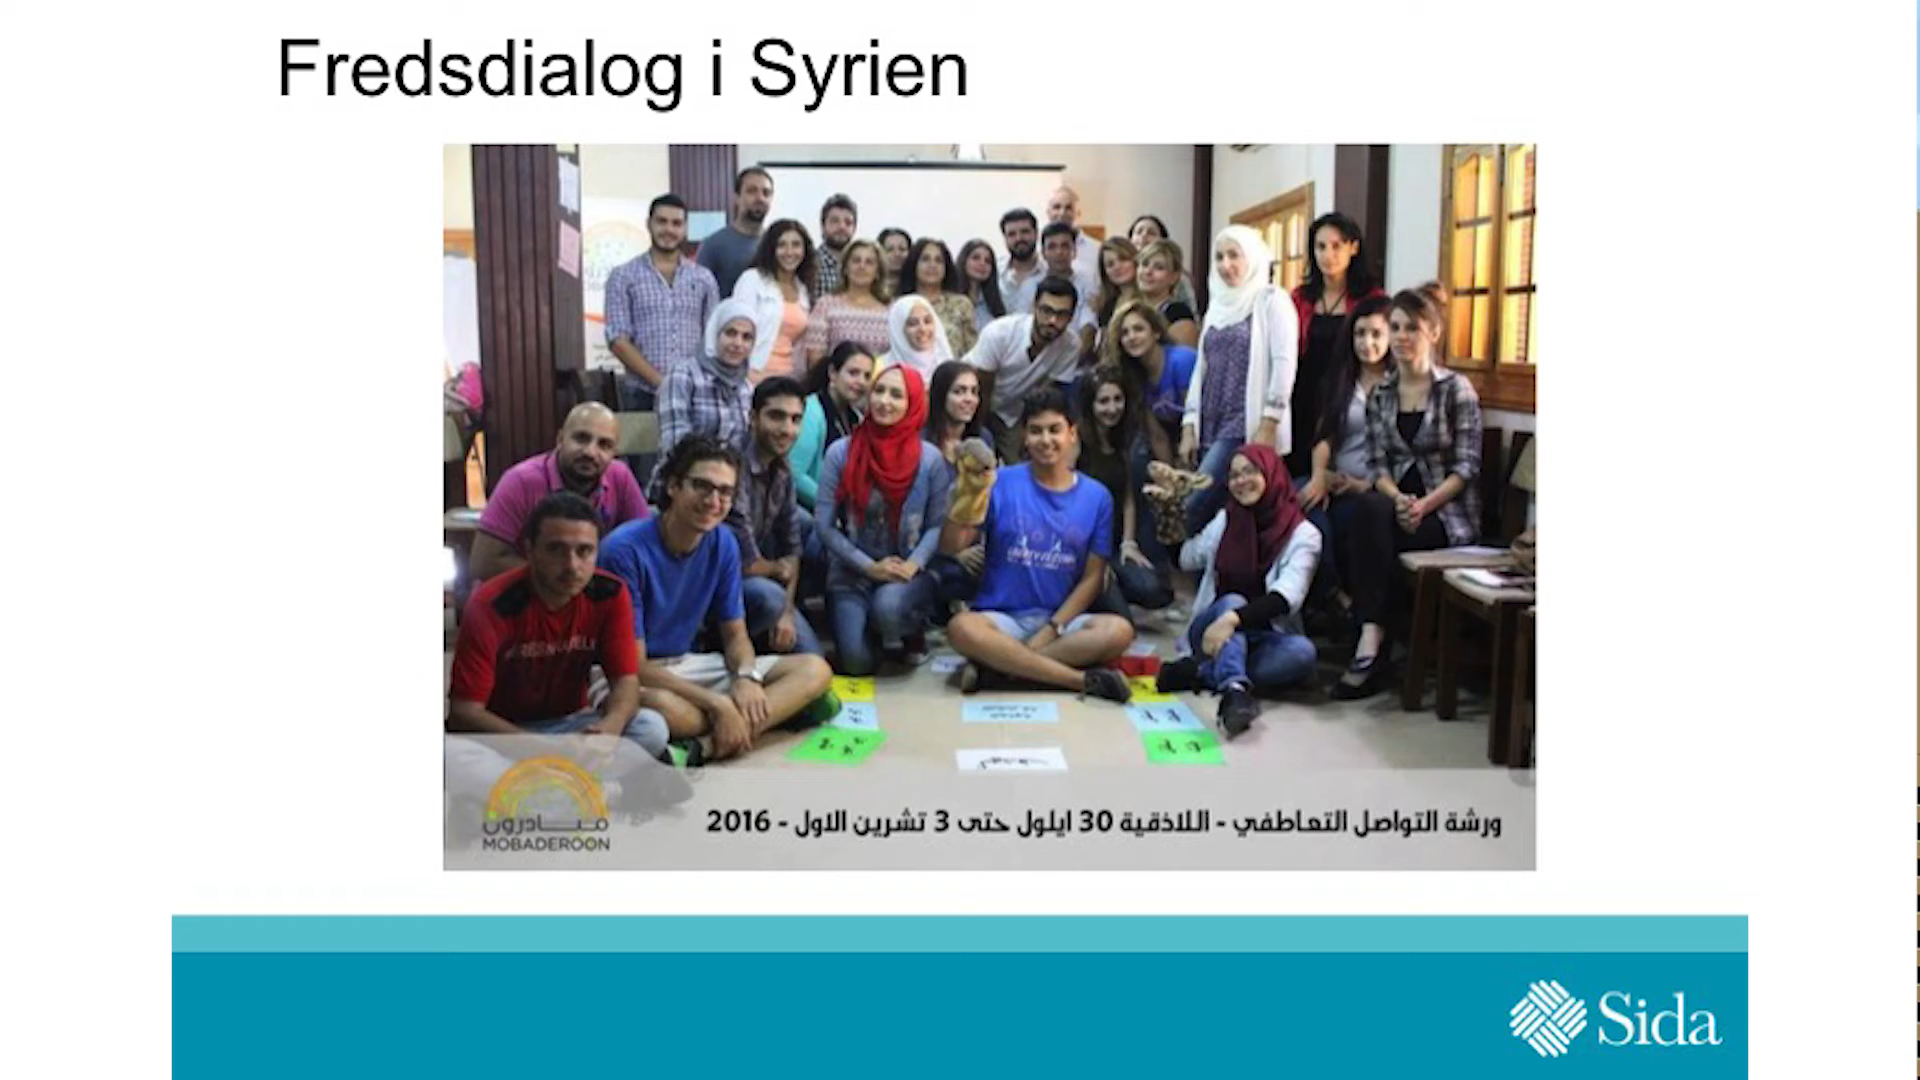 Fredsdialog i Syrien
مبادرون
MOBADEROON
ورشة التواصل التعاطفي - اللاذقية 30 ايلول حتى 3 تشرين الاول - 2016
Sida